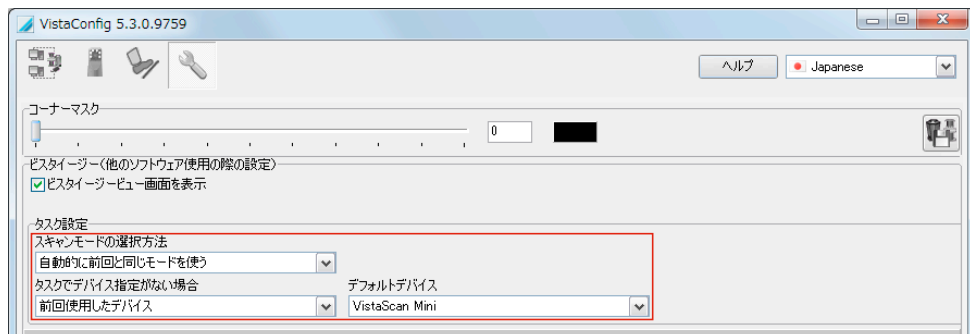 VistaConfig 5.3.0.9759
ヘルプ
Japanese
コーナーマスク
0
ビスタイージー(他のソフトウェア使用の際の設定)
ビスタイージービュー画面を表示
タスク設定
スキャンモードの選択方法
自動的に前回と同じモードを使う
タスクでデバイス指定がない場合 デフォルトデバイス
前回使用したデバイス VistaScan Mini